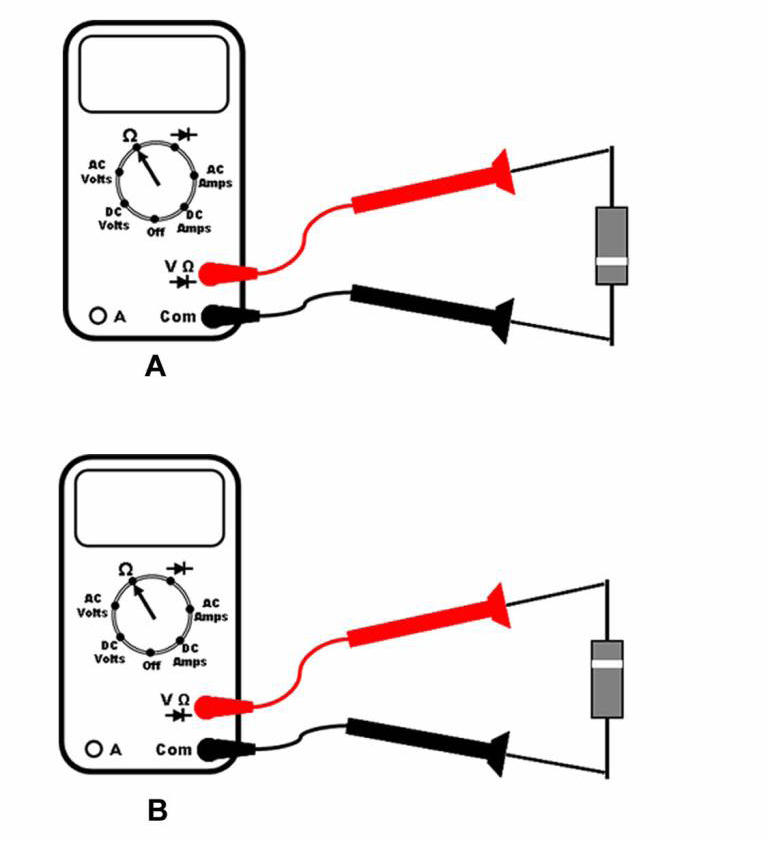 Ω
AC
Volts
AC
Amps
DC
Volts
DC
Amps
Off
V Ω
A
Com
A
Ω
AC
Volts
AC
Amps
DC
Volts
DC
Amps
Off
V Ω
A
Com
B